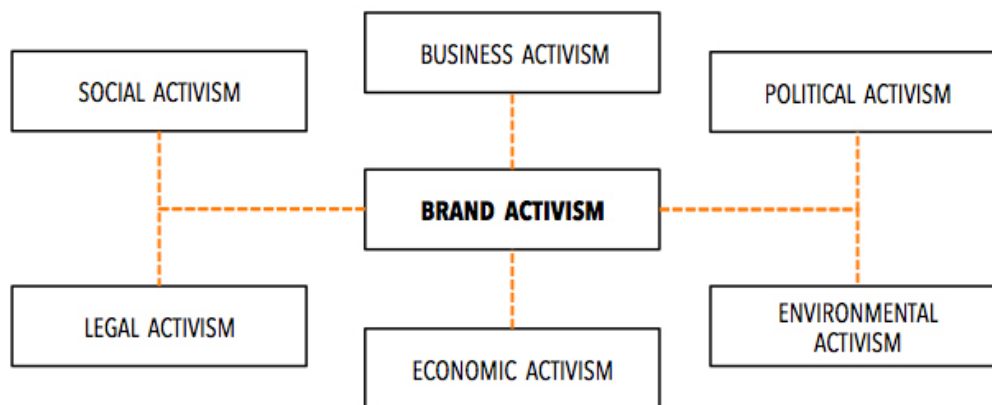 BUSINESS ACTIVISM
SOCIAL ACTIVISM
POLITICAL ACTIVISM
BRAND ACTIVISM
LEGAL ACTIVISM
ENVIRONMENTAL
ACTIVISM
ECONOMIC ACTIVISM